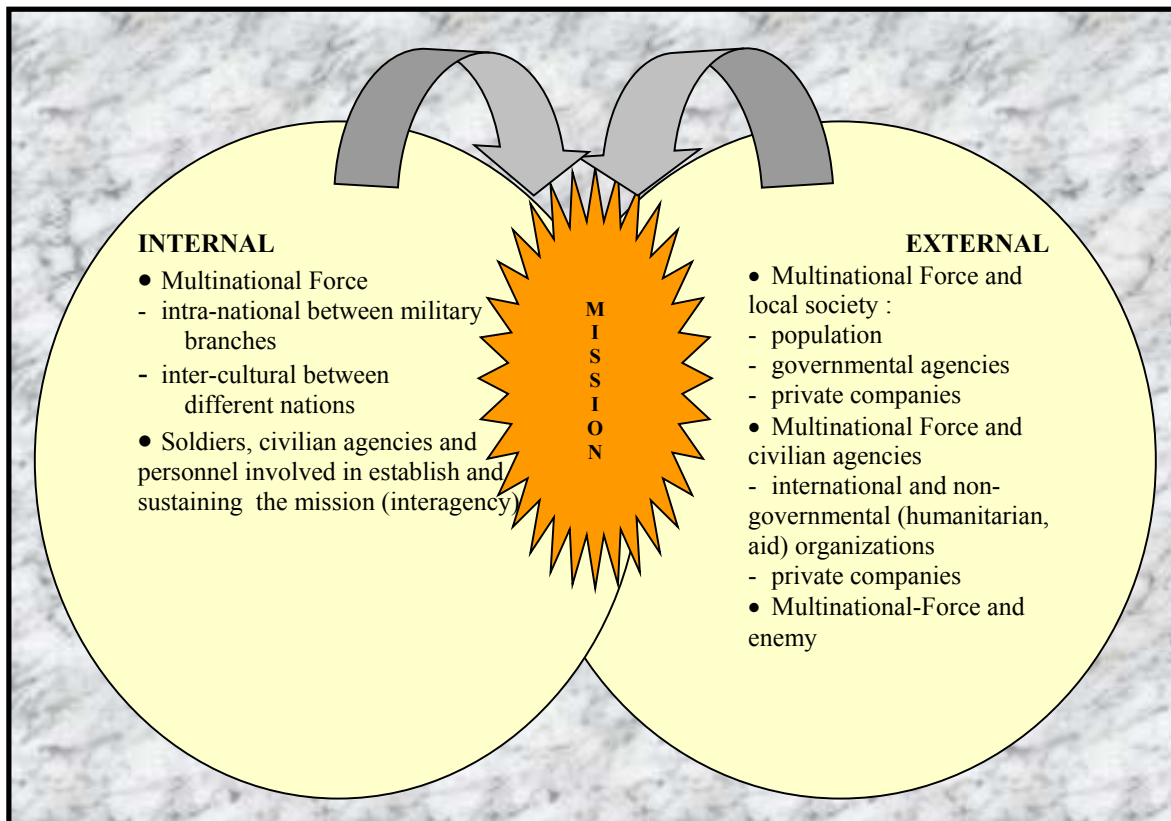 INTERNAL
● Multinational Force
- intra-national between military
branches
- inter-cultural between
different nations
● Soldiers, civilian agencies and
personnel involved in establish and
sustaining the mission (interagency)
M
I
S
S
I
O
N
EXTERNAL
• Multinational Force and
local society :
- population
- governmental agencies
- private companies
• Multinational Force and
civilian agencies
- international and non-
governmental (humanitarian,
aid) organizations
- private companies
• Multinational-Force and
enemy